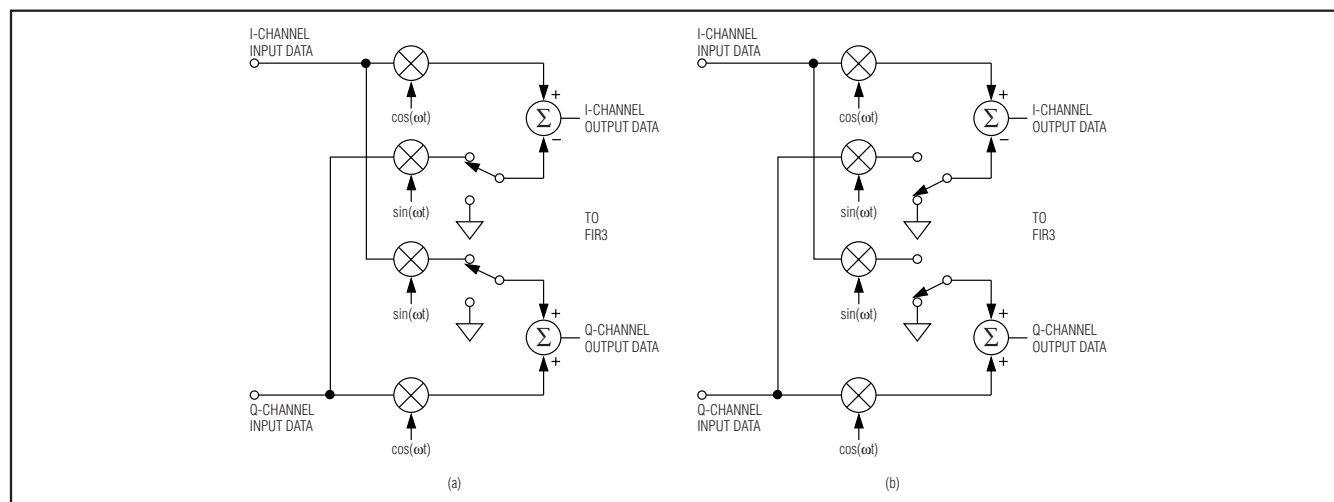 I-CHANNEL
INPUT DATA
cos(ωt)
Σ
+
−
I-CHANNEL
OUTPUT DATA
sin(ωt)
TO
FIR3
sin(ωt)
+
Σ
+
Q-CHANNEL
OUTPUT DATA
Q-CHANNEL
INPUT DATA
cos(ωt)
(a)
I-CHANNEL
INPUT DATA
cos(ωt)
+
Σ
−
I-CHANNEL
OUTPUT DATA
sin(ωt)
TO
FIR3
sin(ωt)
+
Σ
+
Q-CHANNEL
OUTPUT DATA
Q-CHANNEL
INPUT DATA
cos(ωt)
(b)